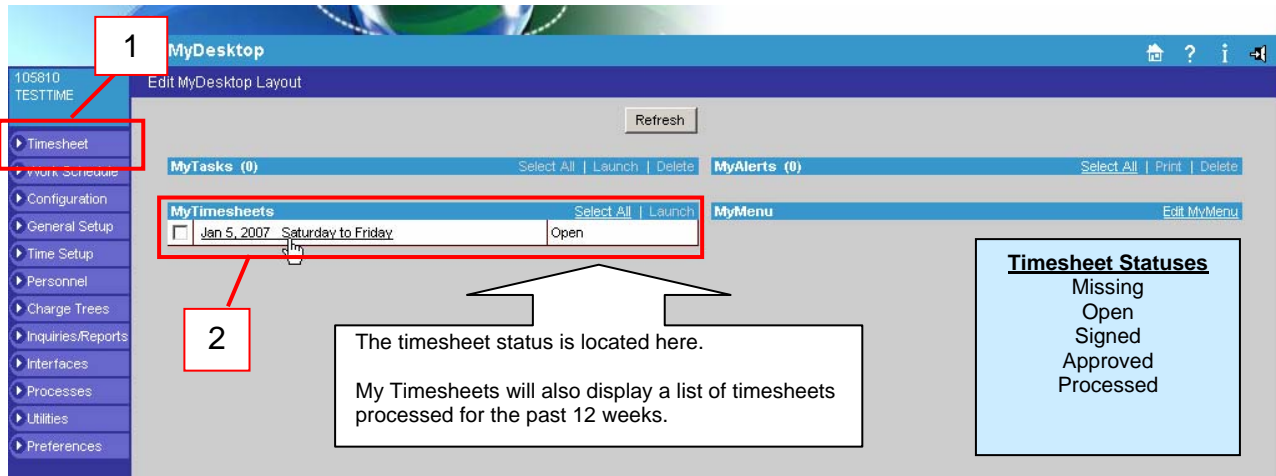 1
MyDesktop
? i
105810
TESTTIME
Edit MyDesktop Layout
Refresh
Timesheet
Work Schedule
Configuration
General Setup
Time Setup
Personnel
Charge Trees
Inquiries/Reports
Interfaces
Processes
Utilities
Preferences
MyTasks (0) Select All | Launch | Delete
MyAlerts (0) Select All | Print | Delete
MyTimesheets Select All | Launch
MyMenu Edit MyMenu
Jan 5, 2007 Saturday to Friday Open
2
The timesheet status is located here.
My Timesheets will also display a list of timesheets
processed for the past 12 weeks.
Timesheet Statuses
Missing
Open
Signed
Approved
Processed